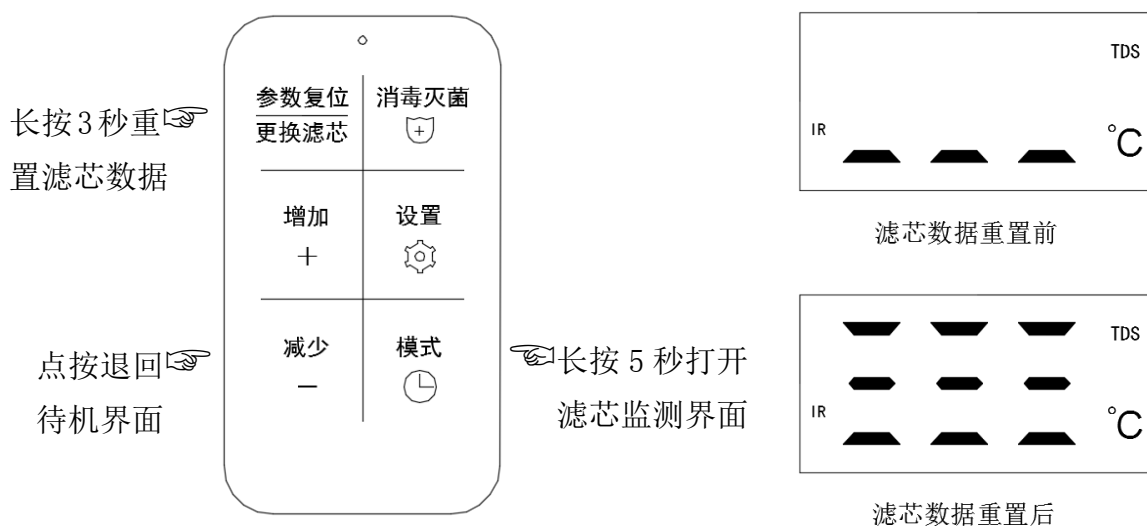 长按3秒重
置滤芯数据
参数复位
更换滤芯
消毒灭菌
增加
+
设置
减少
−
模式
点按退回
待机界面
长按 5 秒打开
滤芯监测界面
TDS
IR
℃
滤芯数据重置前
TDS
IR
℃
滤芯数据重置后